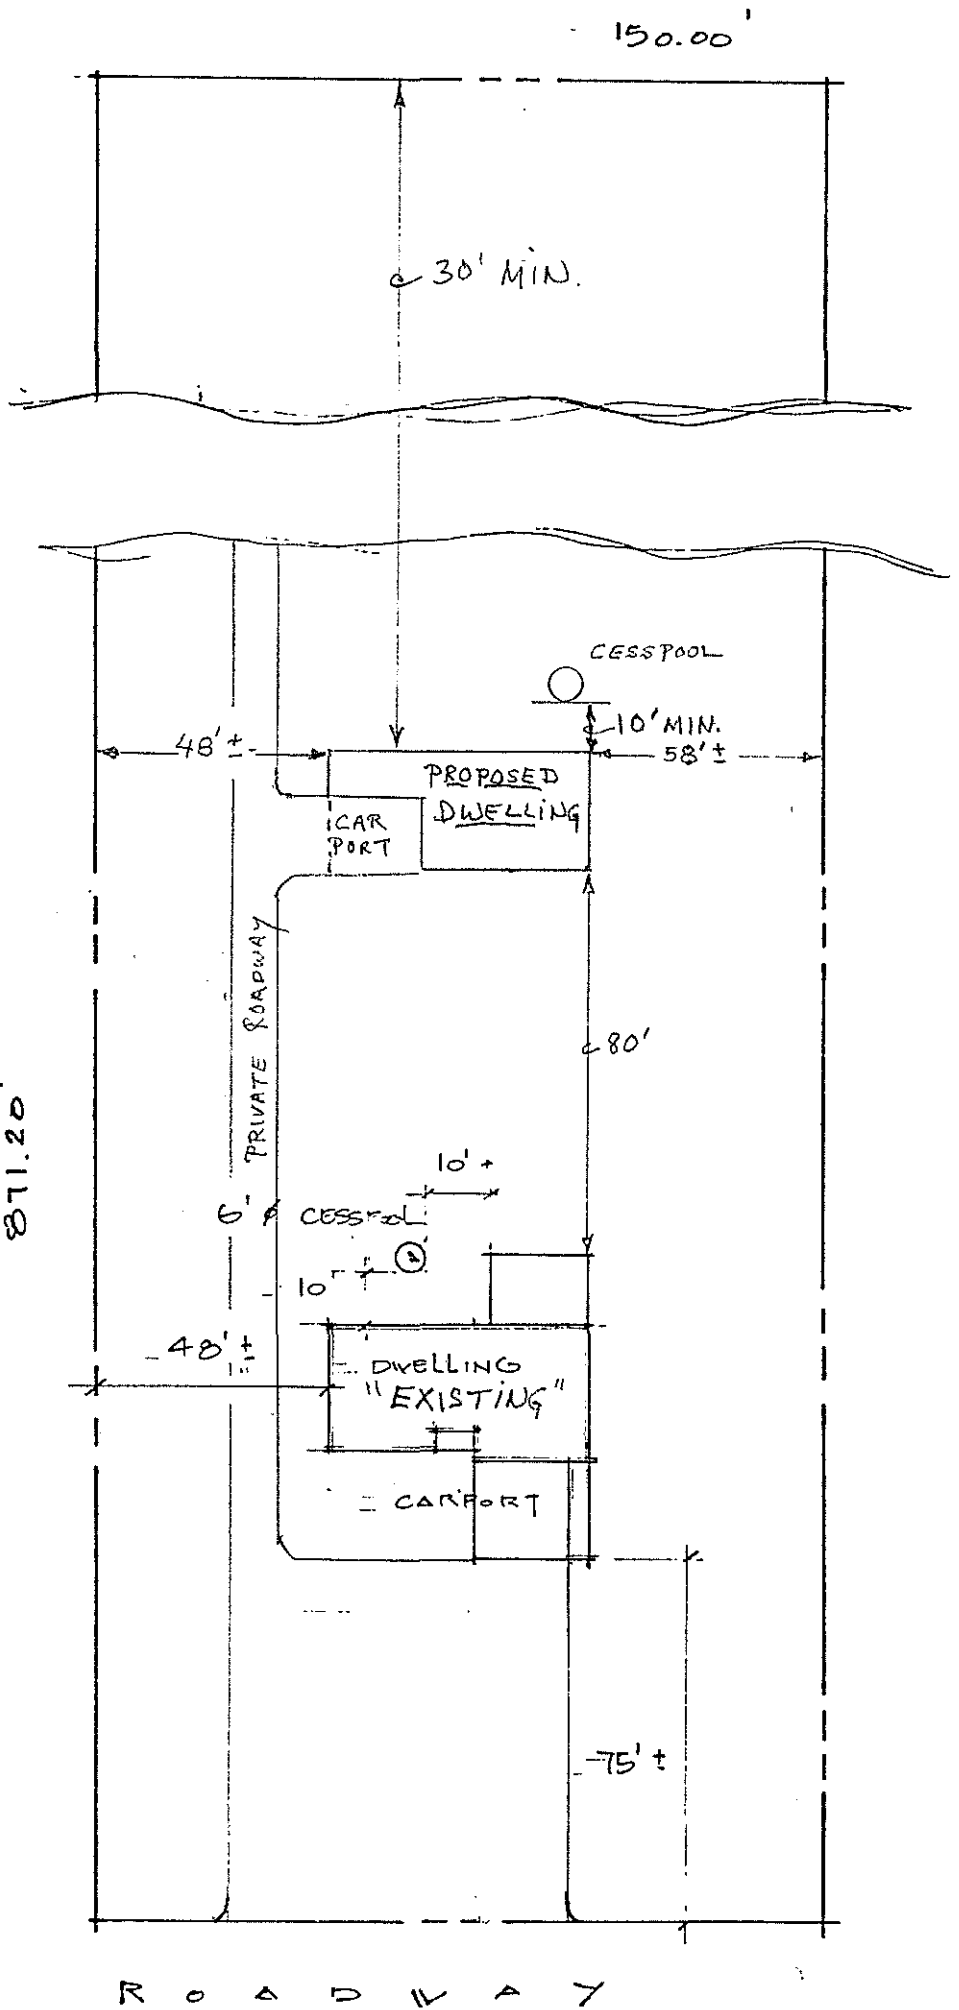 150.00'
30' MIN.
CESSPOOL
10' MIN.
48' ±
58' ±
PROPOSED
DWELLING
CAR
PORT
PRIVATE ROADWAY
80'
871.20'
10' +
6' ø CESSPOOL
10'
48' ±
DWELLING
"EXISTING"
CARPORT
75' ±
ROADWAY